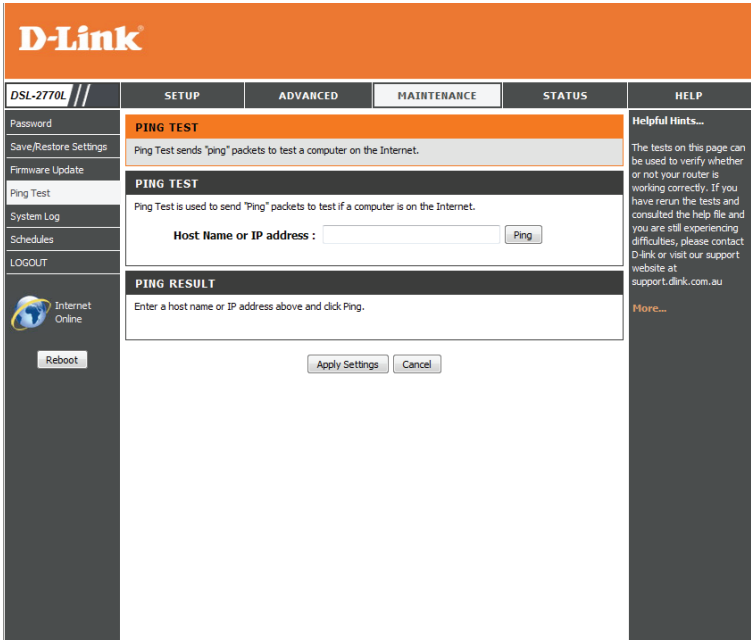 D-Link
DSL-2770L
SETUP
ADVANCED
MAINTENANCE
STATUS
HELP
Password
Save/Restore Settings
Firmware Update
Ping Test
System Log
Schedules
LOGOUT
Internet
Online
Reboot
PING TEST
Ping Test sends "ping" packets to test a computer on the Internet.
PING TEST
Ping Test is used to send "Ping" packets to test if a computer is on the Internet.
Host Name or IP address :
Ping
PING RESULT
Enter a host name or IP address above and click Ping.
Apply Settings
Cancel
Helpful Hints...
The tests on this page can
be used to verify whether
or not your router is
working correctly. If you
have rerun the tests and
consulted the help file and
you are still experiencing
difficulties, please contact
D-link or visit our support
website at
support.dlink.com.au
More...